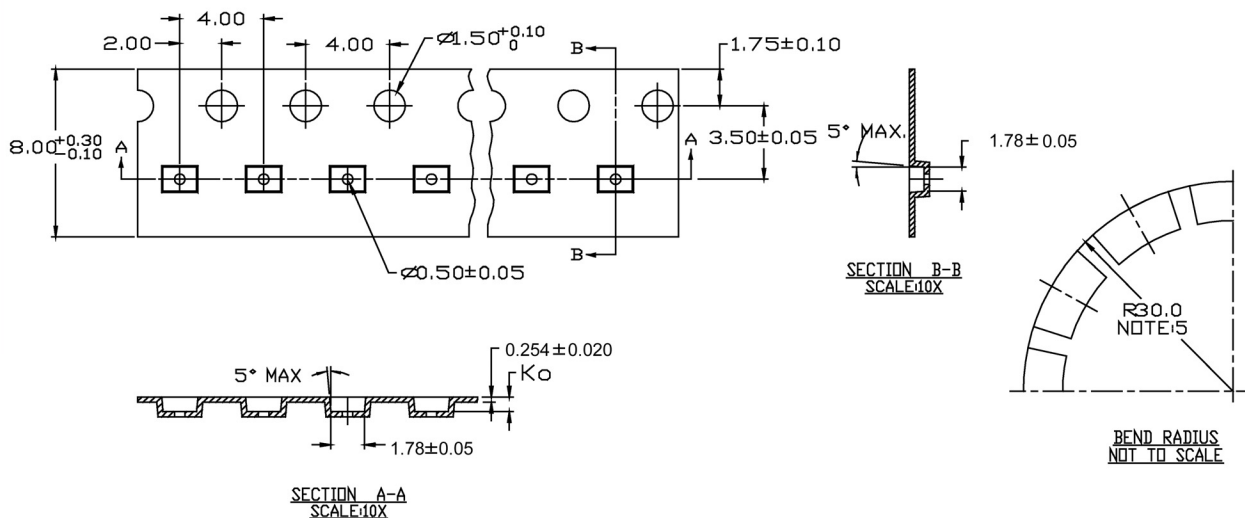 4.00
2.00
4.00
Ø1.50 +0.10 0
B
1.75±0.10
8.00 +0.30 -0.10
A
A
3.50±0.05
5° MAX.
1.78±0.05
B
Ø0.50±0.05
SECTION B-B
SCALE:10X
R30.0
NOTE:5
0.254±0.020
5° MAX
Ko
1.78±0.05
BEND RADIUS
NOT TO SCALE
SECTION A-A
SCALE:10X